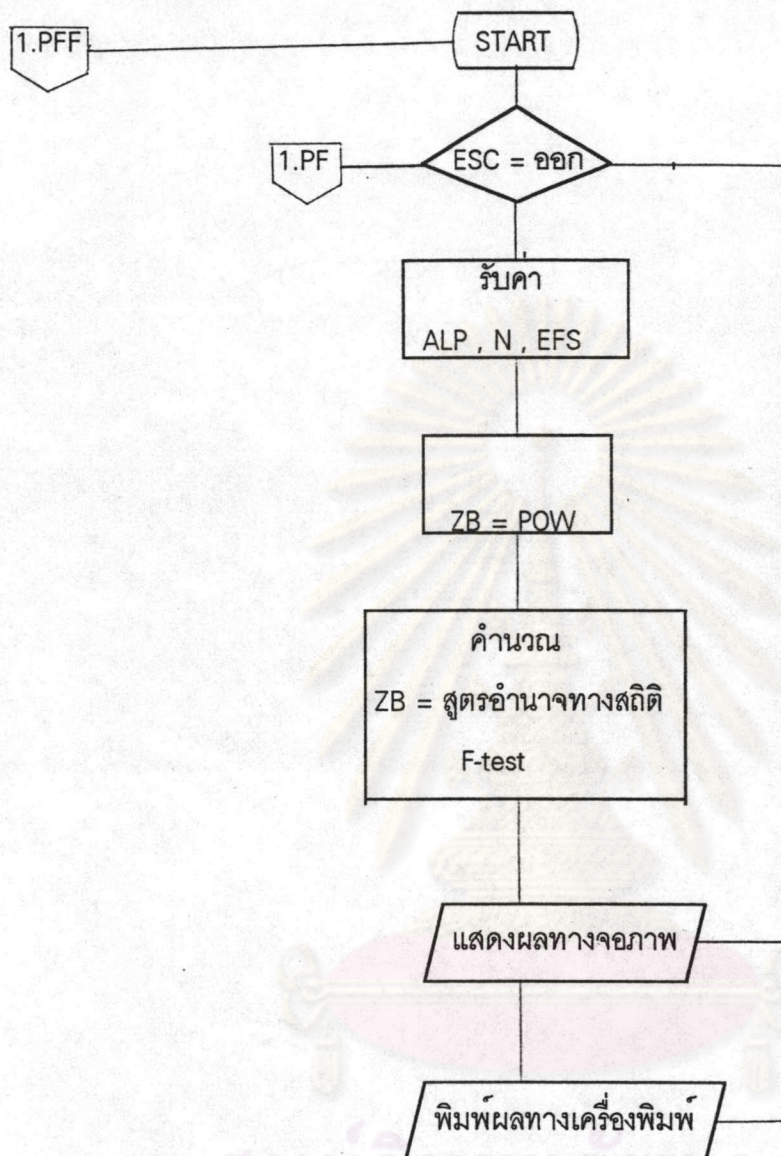 1.PFF
START
1.PF
ESC = ออก
รับค่า
ALP , N , EFS
ZB = POW
คำนวณ
ZB = สูตรอำนาจทางสถิติ
F-test
แสดงผลทางจอภาพ
พิมพ์ผลทางเครื่องพิมพ์